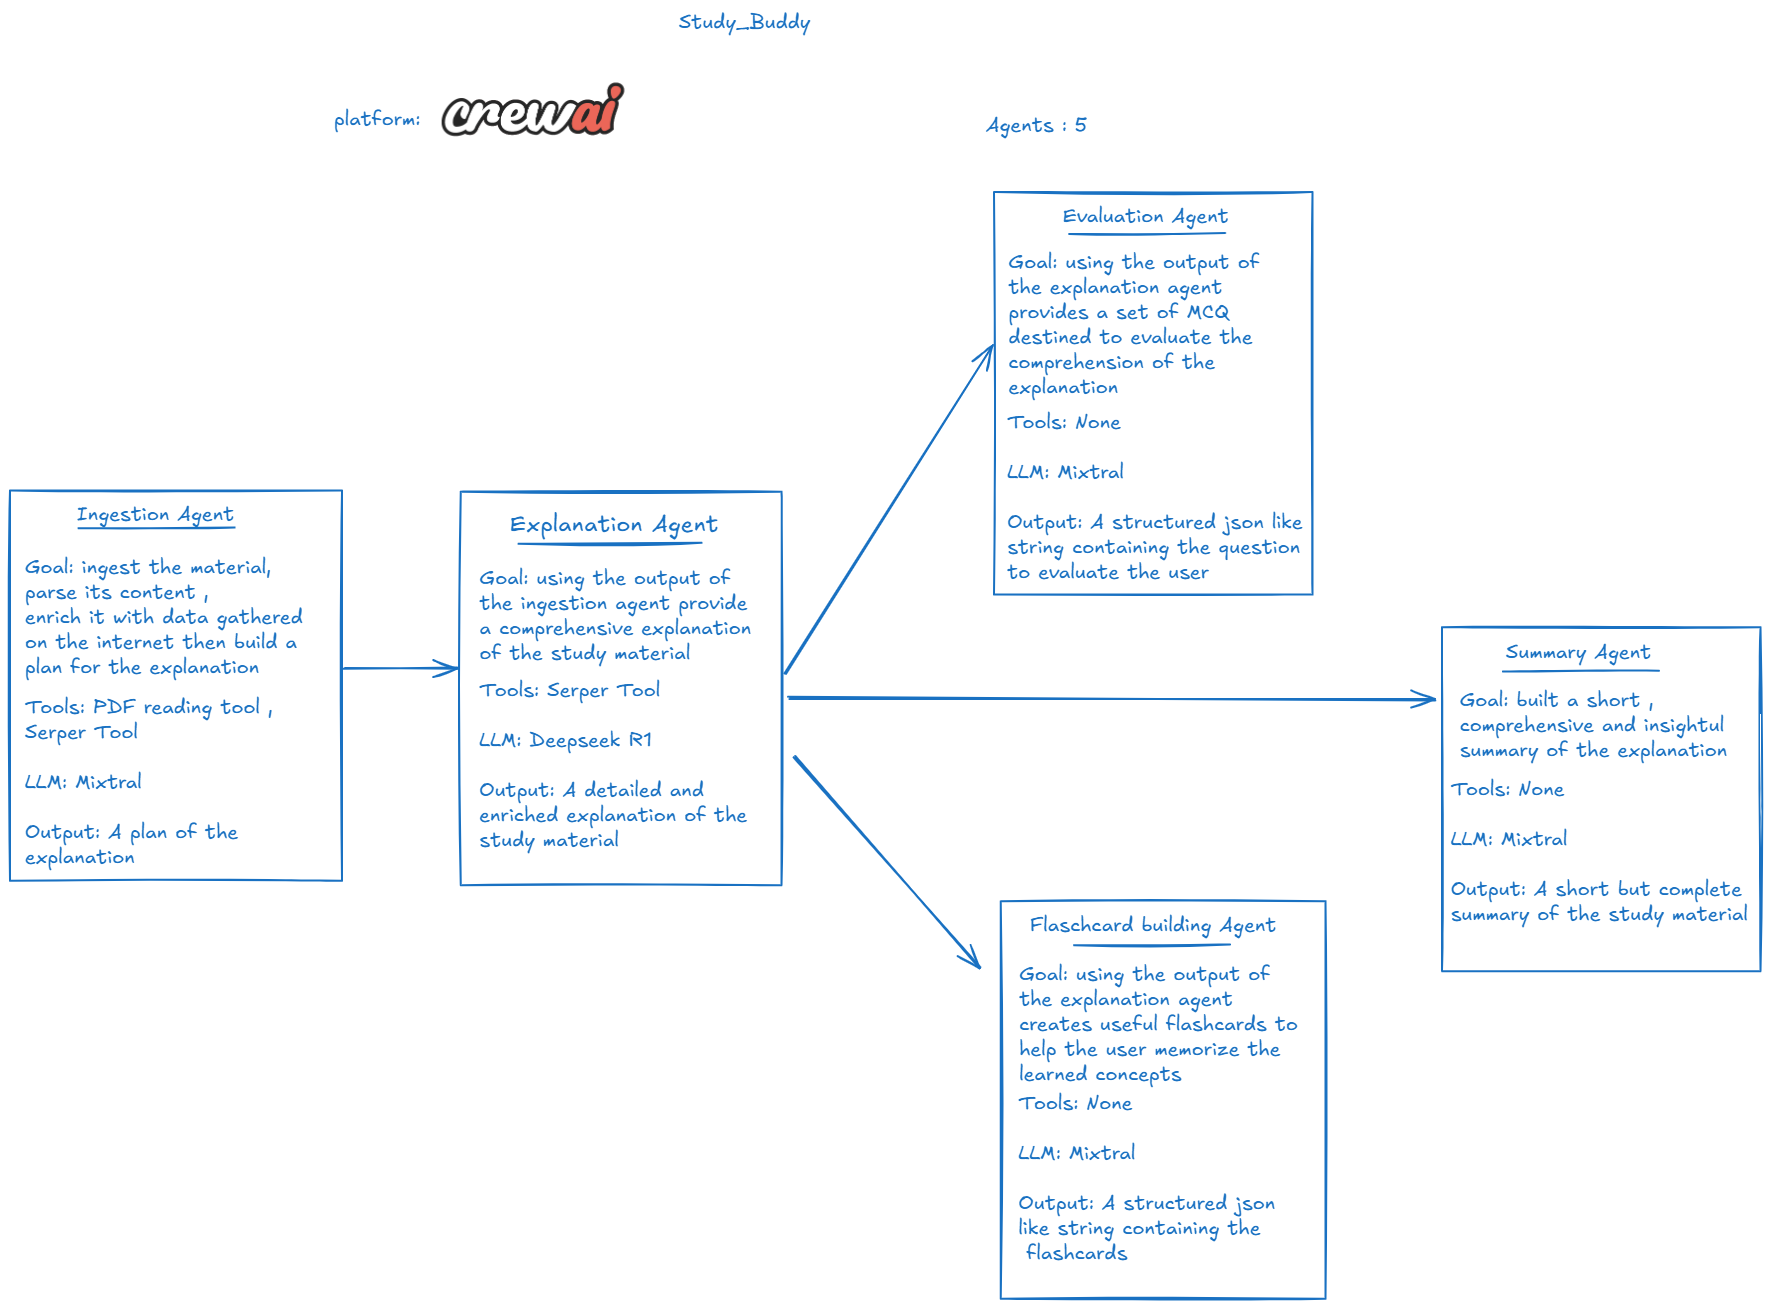 Study_Buddy
platform:
crewai
Agents : 5
Evaluation Agent
Goal: using the output of
the explanation agent
provides a set of MCQ
destined to evaluate the
comprehension of the
explanation
Tools: None
LLM: Mixtral
Output: A structured json like
string containing the question
to evaluate the user
Ingestion Agent
Goal: ingest the material,
parse its content ,
enrich it with data gathered
on the internet then build a
plan for the explanation
Tools: PDF reading tool ,
Serper Tool
LLM: Mixtral
Output: A plan of the
explanation
Explanation Agent
Goal: using the output of
the ingestion agent provide
a comprehensive explanation
of the study material
Tools: Serper Tool
LLM: Deepseek R1
Output: A detailed and
enriched explanation of the
study material
Summary Agent
Goal: built a short ,
comprehensive and insightul
summary of the explanation
Tools: None
LLM: Mixtral
Output: A short but complete
summary of the study material
Flaschcard building Agent
Goal: using the output of
the explanation agent
creates useful flashcards to
help the user memorize the
learned concepts
Tools: None
LLM: Mixtral
Output: A structured json
like string containing the
flashcards